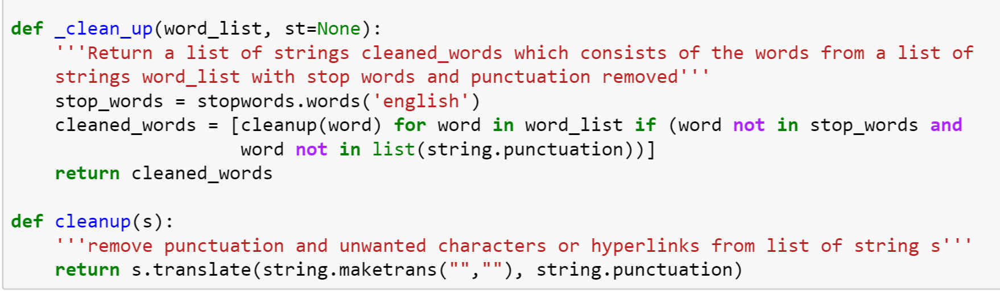 def _clean_up(word_list, st=None):
    '''Return a list of strings cleaned_words which consists of the words from a list of
    strings word_list with stop words and punctuation removed'''
    stop_words = stopwords.words('english')
    cleaned_words = [cleanup(word) for word in word_list if (word not in stop_words and
                     word not in list(string.punctuation))]
    return cleaned_words

def cleanup(s):
    '''remove punctuation and unwanted characters or hyperlinks from list of string s'''
    return s.translate(string.maketrans("",""), string.punctuation)